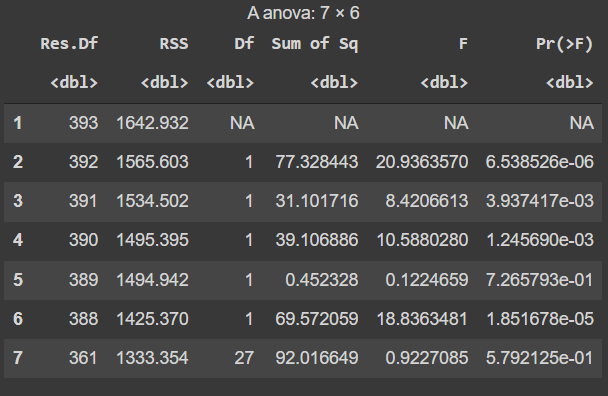 A anova: 7 × 6
Res.Df RSS Df Sum of Sq F Pr(>F)
<dbl> <dbl> <dbl> <dbl> <dbl> <dbl>
1 393 1642.932 NA NA NA NA
2 392 1565.603 1 77.328443 20.9363570 6.538526e-06
3 391 1534.502 1 31.101716 8.4206613 3.937417e-03
4 390 1495.395 1 39.106886 10.5880280 1.245690e-03
5 389 1494.942 1 0.452328 0.1224659 7.265793e-01
6 388 1425.370 1 69.572059 18.8363481 1.851678e-05
7 361 1333.354 27 92.016649 0.9227085 5.792125e-01